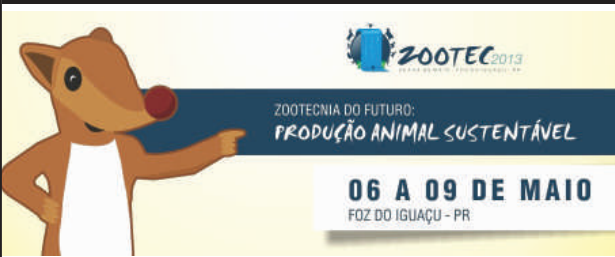 ZOOTEC2013
ZOOTECNIA DO FUTURO:
PRODUÇÃO ANIMAL SUSTENTÁVEL
06 A 09 DE MAIO
FOZ DO IGUAÇU - PR